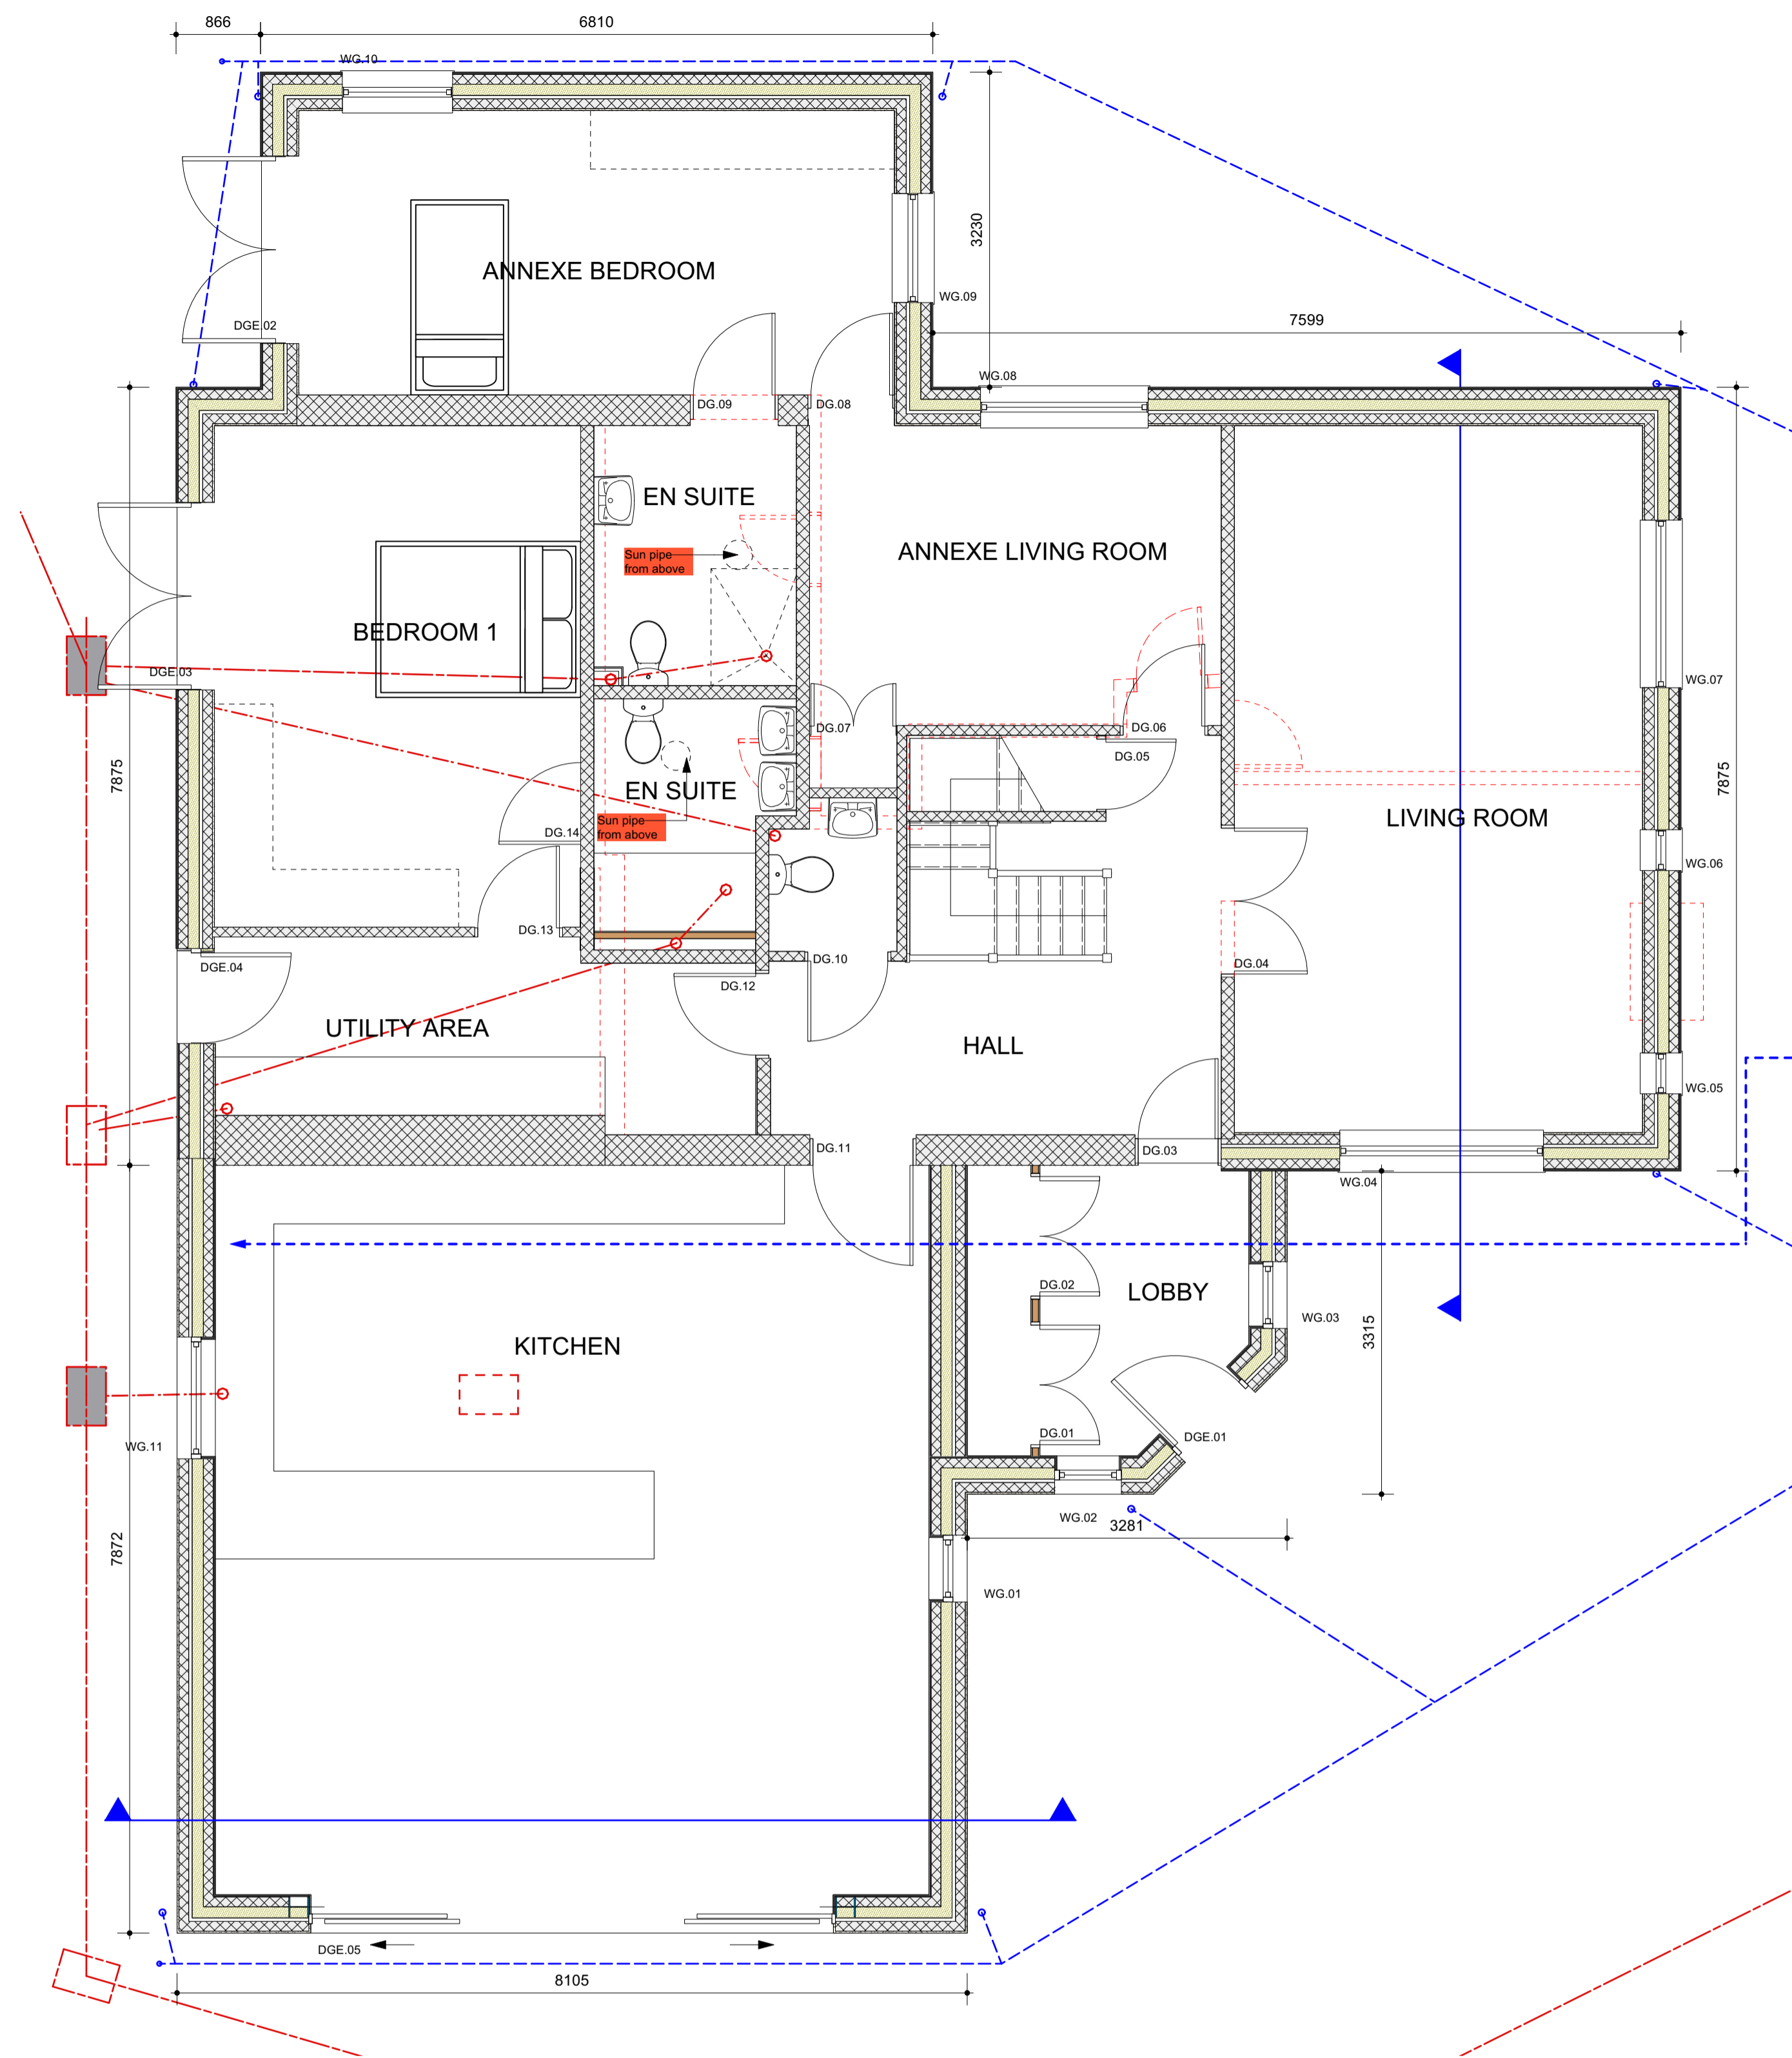 866
6810
WG.10
3230
ANNEXE BEDROOM
WG.09
7599
DGE.02
WG.08
DG.09
DG.08
EN SUITE
Sun pipe
from above
ANNEXE LIVING ROOM
BEDROOM 1
DGE.03
WG.07
DG.07
DG.06
DG.05
7875
7875
EN SUITE
Sun pipe
from above
LIVING ROOM
DG.14
WG.06
DG.13
DG.10
DGE.04
DG.04
DG.12
UTILITY AREA
HALL
WG.05
DG.11
DG.03
WG.04
DG.02
LOBBY
WG.03
3315
KITCHEN
DG.01
DGE.01
WG.11
WG.02
3281
7872
WG.01
DGE.05
8105